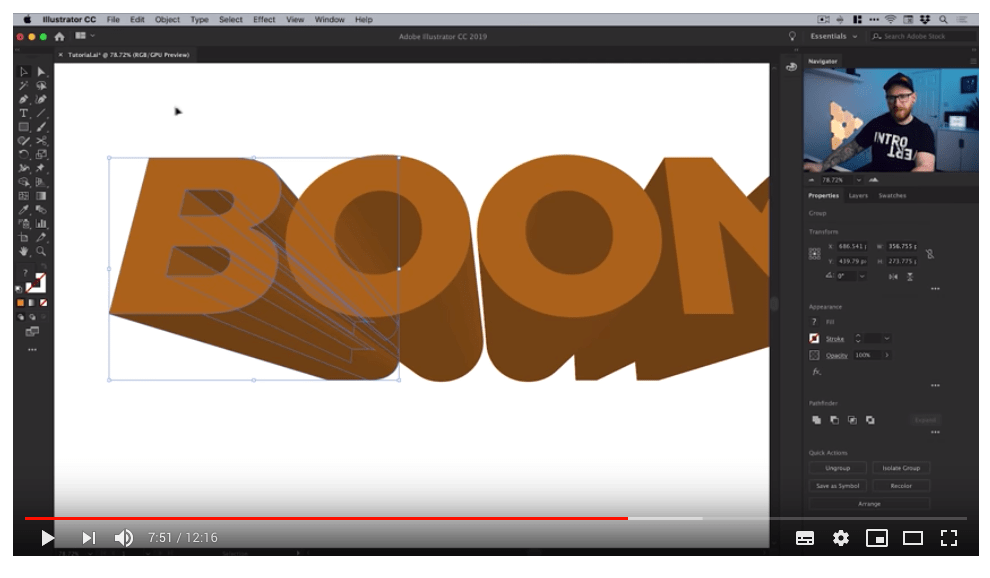 Illustrator CC File Edit Object Type Select Effect View Window Help
Adobe Illustrator CC 2019
Essentials
Search Adobe Stock
× Tutorial.ai* @ 78.72% (RGB/GPU Preview)
Navigator
INTRO
VERT
BOOM
78.72%
Properties Layers Swatches
Group
Transform
X: 686.541 W: 356.755
Y: 439.79 H: 273.775
0°
Appearance
? Fill
Stroke
Opacity 100%
fx.
Pathfinder
Expand
Quick Actions
Ungroup Isolate Group
Save as Symbol Recolor
Arrange
7:51 / 12:16